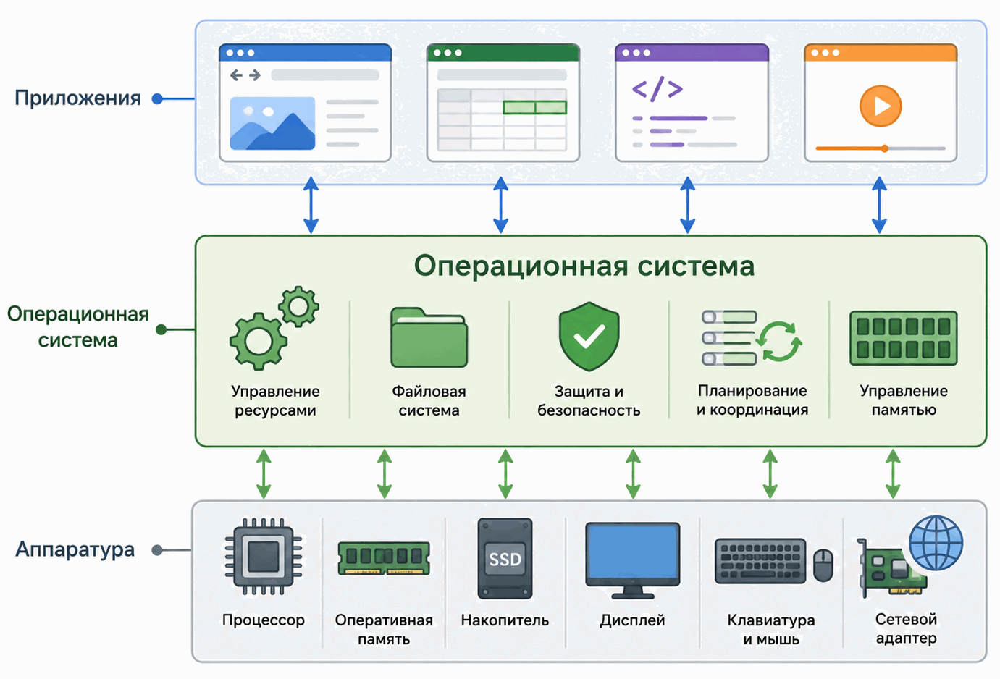 Приложения
</>
Операционная
система
Операционная система
Управление
ресурсами
Файловая
система
Защита и
безопасность
Планирование
и координация
Управление
памятью
Аппаратура
SSD
Процессор
Оперативная
память
Накопитель
Дисплей
Клавиатура
и мышь
Сетевой
адаптер